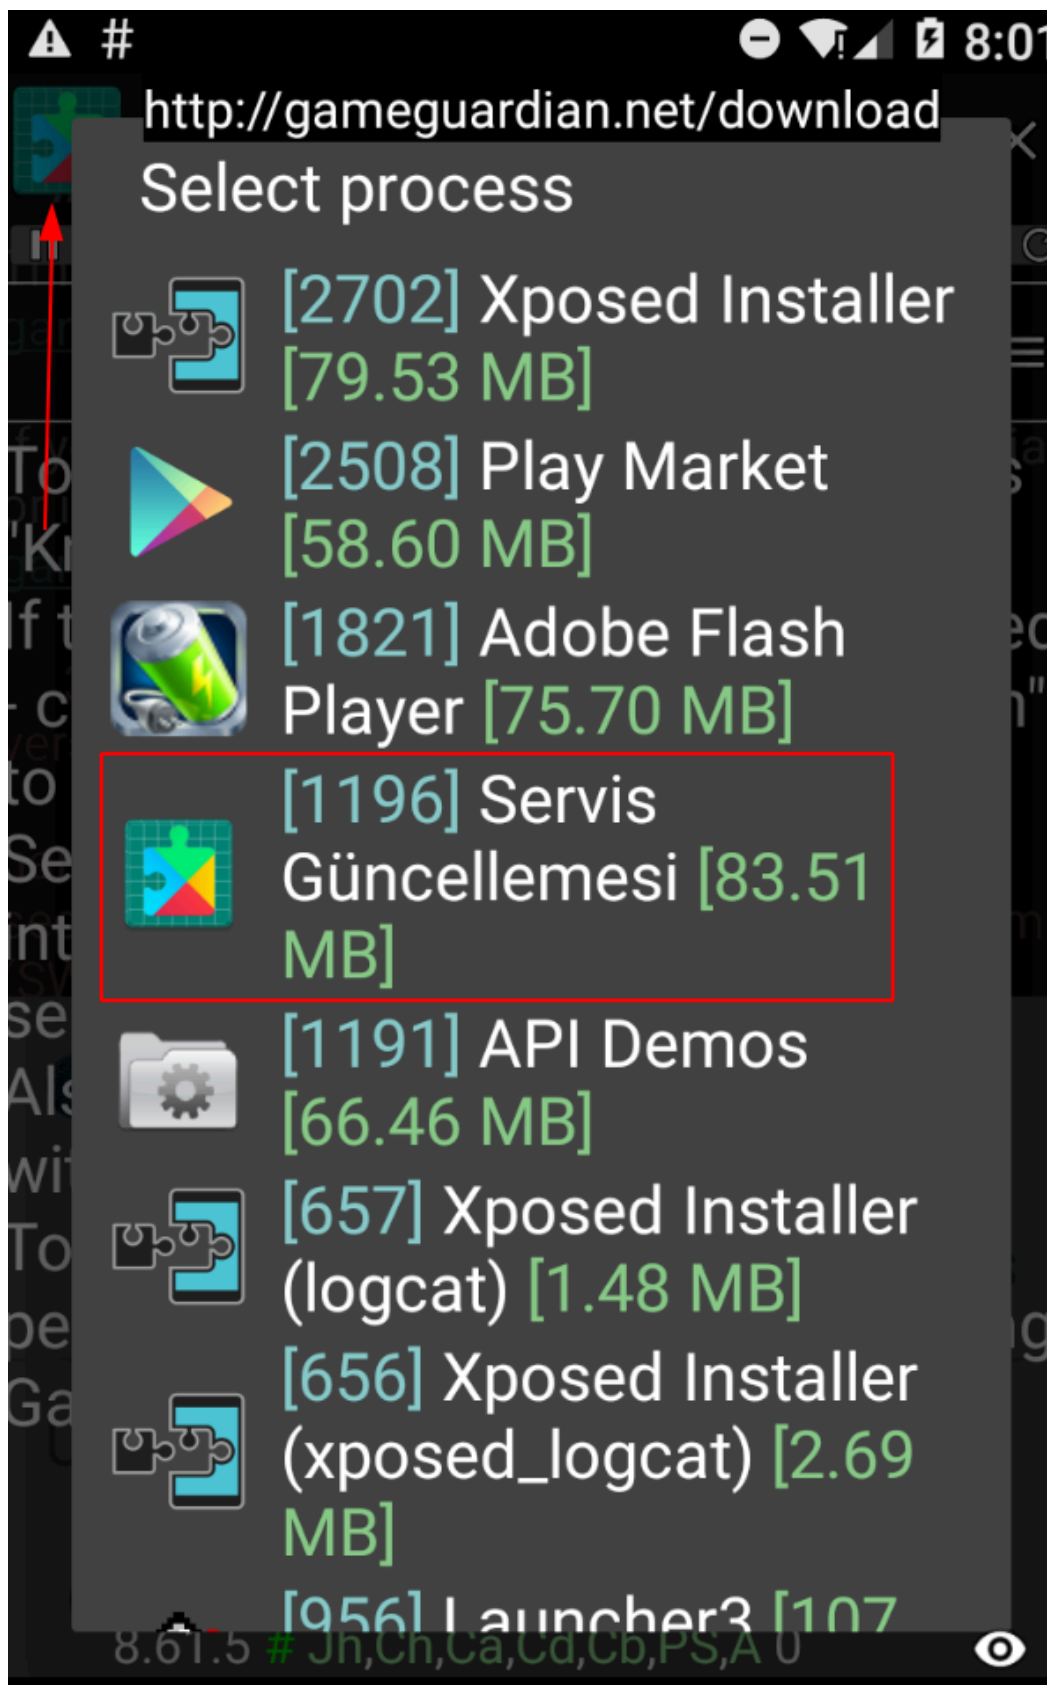 # 8:01
http://gameguardian.net/download
Select process
[2702] Xposed Installer
[79.53 MB]
[2508] Play Market
[58.60 MB]
[1821] Adobe Flash
Player [75.70 MB]
[1196] Servis
Güncellemesi [83.51
MB]
[1191] API Demos
[66.46 MB]
[657] Xposed Installer
(logcat) [1.48 MB]
[656] Xposed Installer
(xposed_logcat) [2.69
MB]
[956] Launcher3 [107
8.61.5 # Jh,Ch,Ca,Cd,Cb,PS,A 0